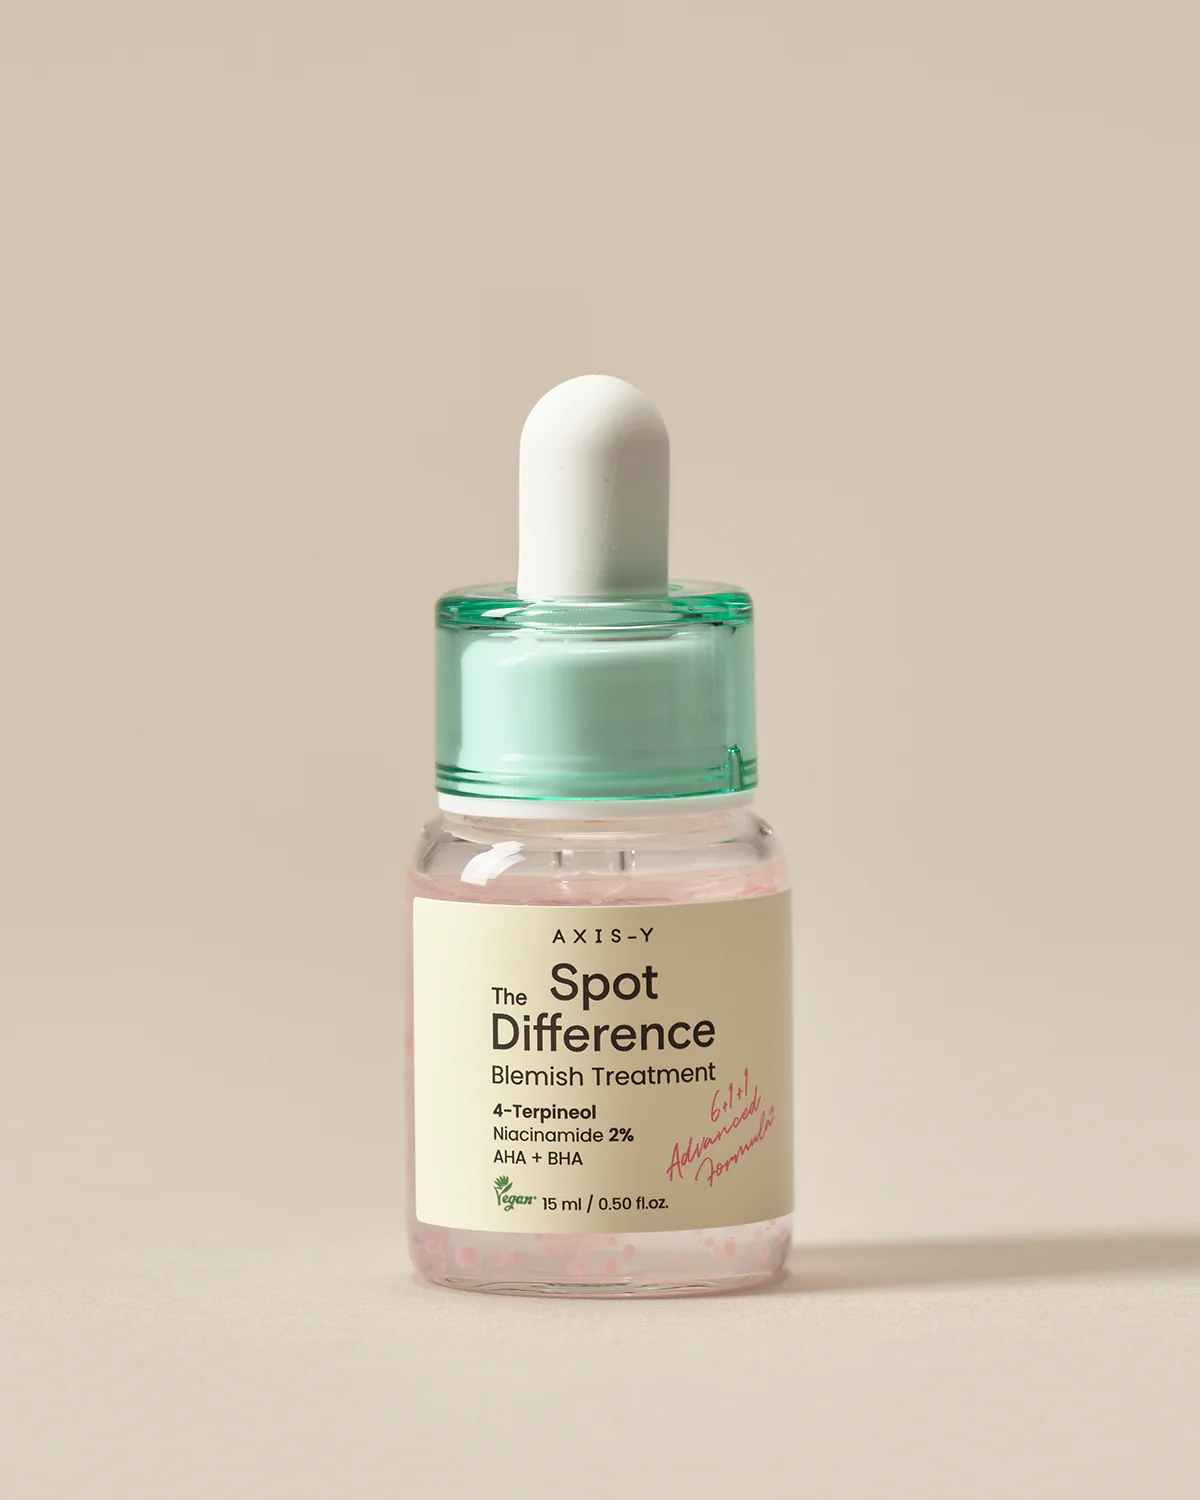 AXIS-Y
The Spot
Difference
Blemish Treatment
6+1+1
Advanced
Formula
4-Terpineol
Niacinamide 2%
AHA + BHA
Vegan 15 ml / 0.50 fl.oz.